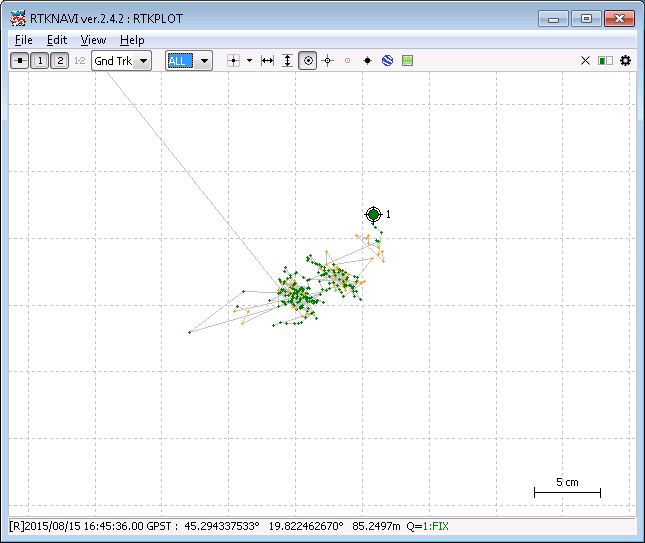 RTKNAVI ver.2.4.2 : RTKPLOT
File Edit View Help
1 2 1-2 Gnd Trk ALL
1
5 cm
[R]2015/08/15 16:45:36.00 GPST : 45.294337533° 19.822462670° 85.2497m Q=1:FIX